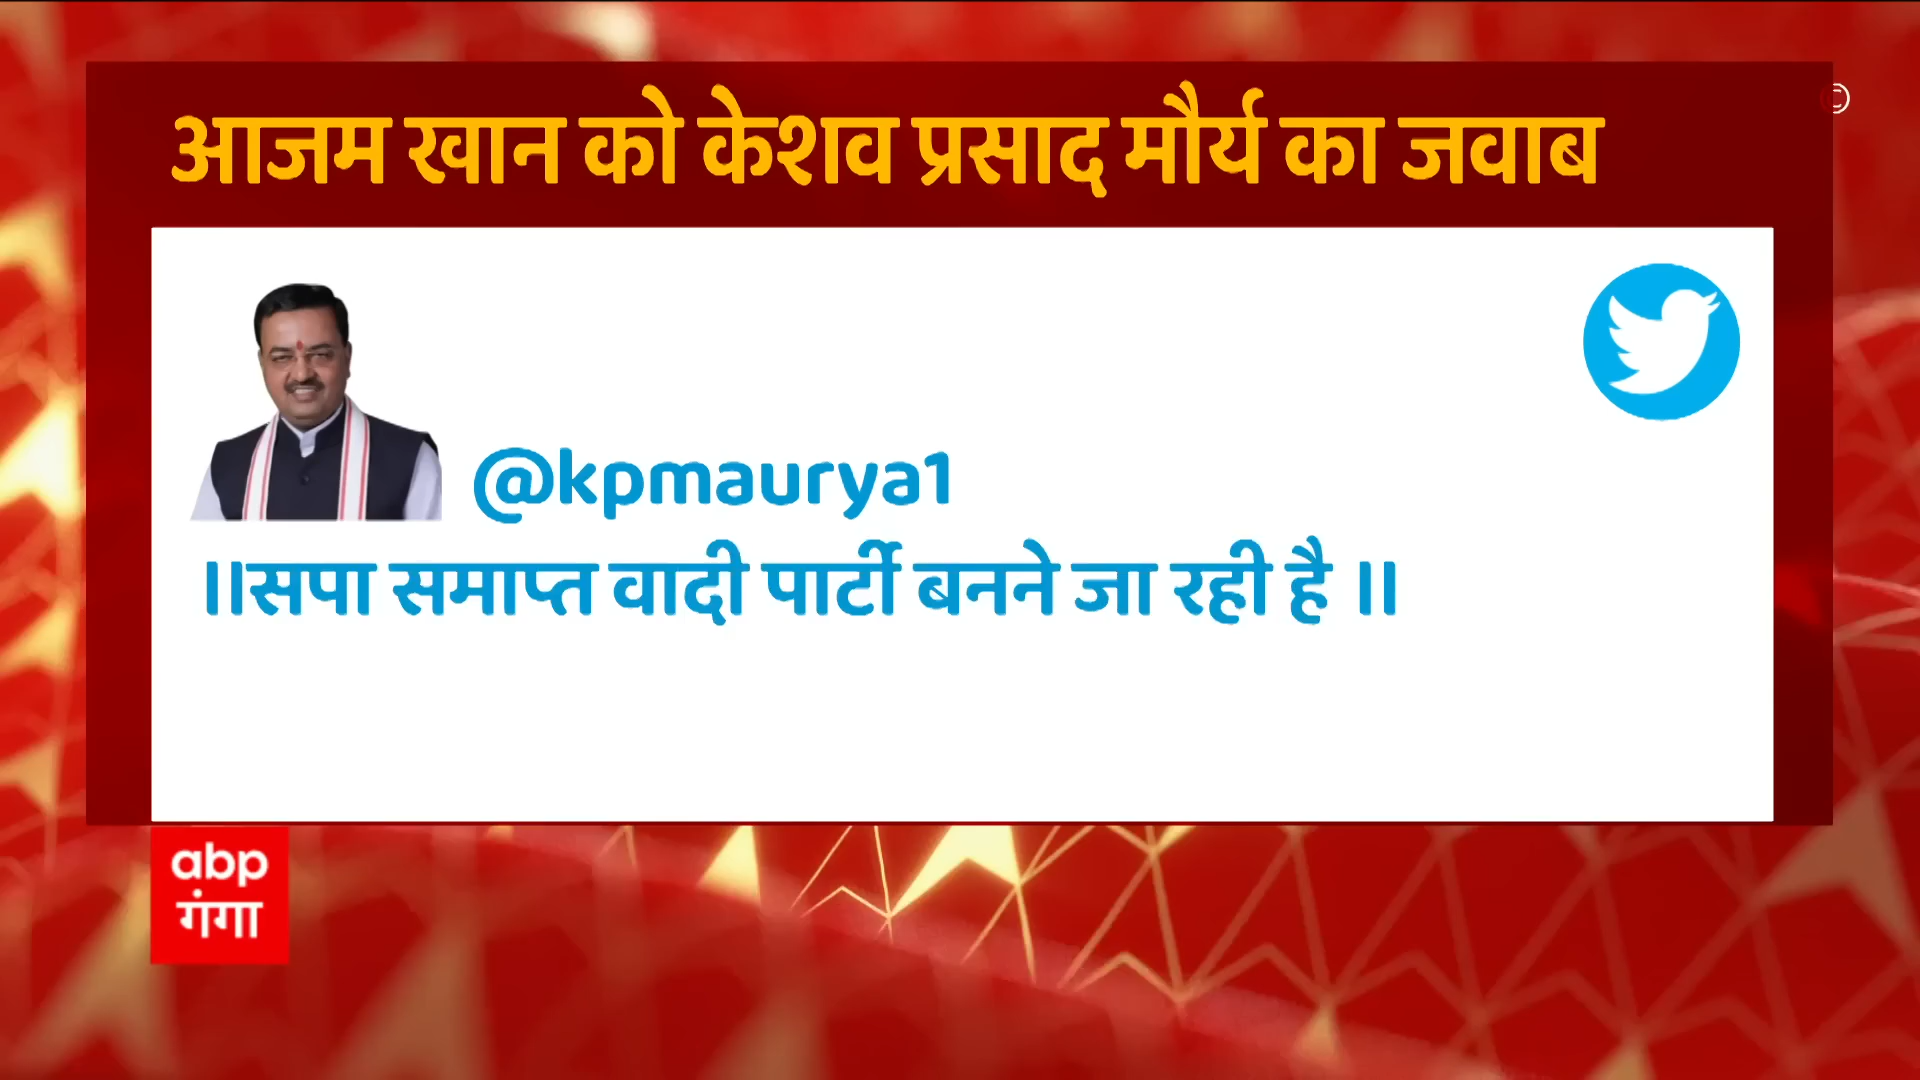 आजम खान को केशव प्रसाद मौर्य का जवाब
©
@kpmaurya1
।।सपा समाप्त वादी पार्टी बनने जा रही है ।।
abp
गंगा